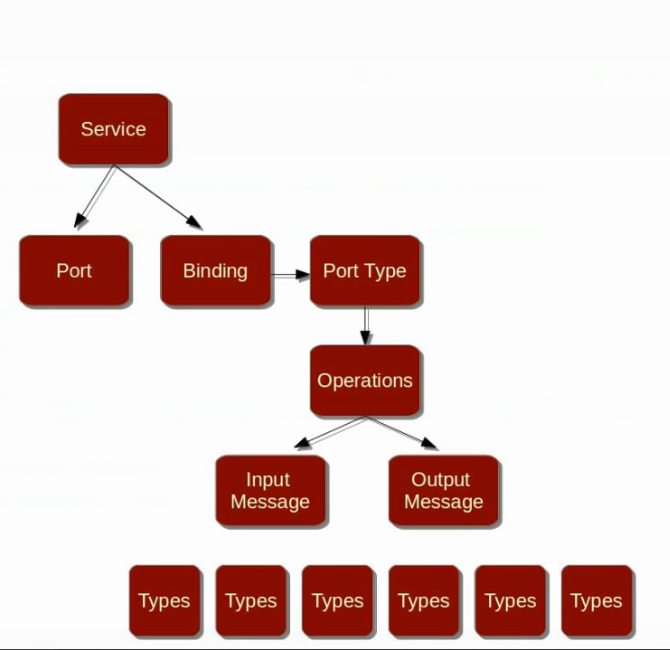 Service
Port
Binding
Port Type
Operations
Input
Message
Output
Message
Types
Types
Types
Types
Types
Types